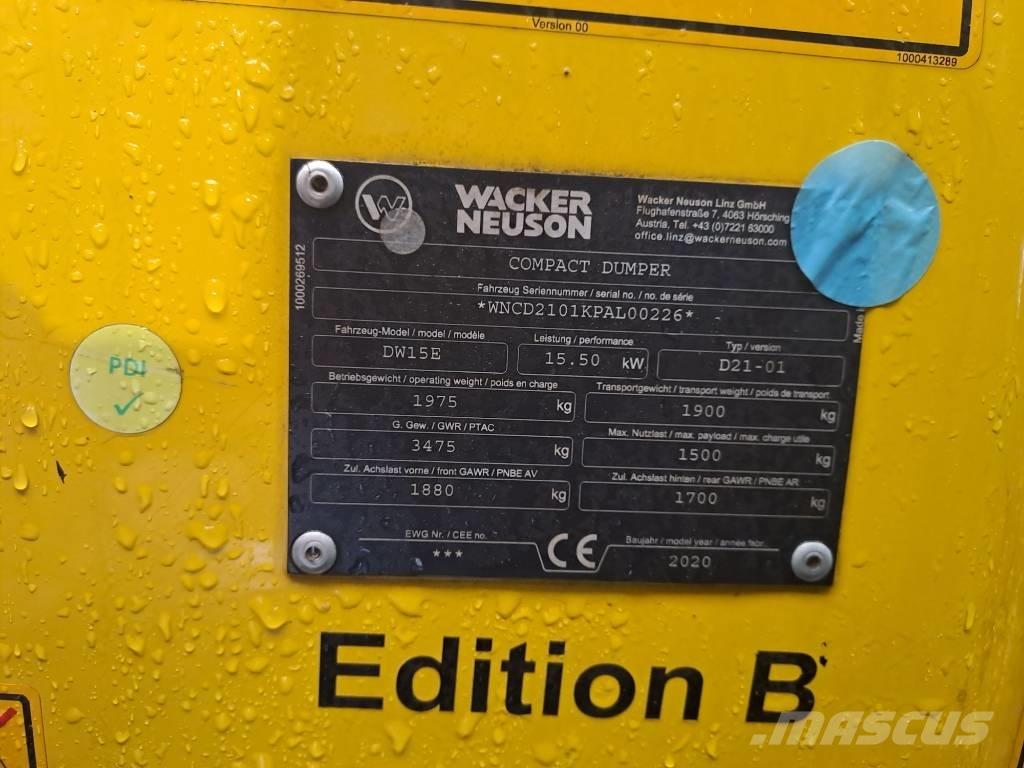 Version 00
1000413289
WACKER
NEUSON
Wacker Neuson Linz GmbH
Flughafenstraße 7, 4063 Hörsching
Austria, Tel. +43 (0)7221 63000
office.linz@wackerneuson.com
W
1000269512
COMPACT DUMPER
Fahrzeug Seriennummer / serial no. / no. de série
*WNCD2101KPAL00226*
Made
Fahrzeug-Model / model / modèle
DW15E
Leistung / performance
15.50 kW
Typ / version
D21-01
Betriebsgewicht / operating weight / poids en charge
1975 kg
Transportgewicht / transport weight / poids de transport
1900 kg
G. Gew. / GWR / PTAC
3475 kg
Max. Nutzlast / max. payload / max. charge utile
1500 kg
Zul. Achslast vorne / front GAWR / PNBE AV
1880 kg
Zul. Achslast hinten / rear GAWR / PNBE AR
1700 kg
EWG Nr. / CEE no.
***
CE
Baujahr / model year / année fabr.
2020
PDI
Edition B
MASCUS